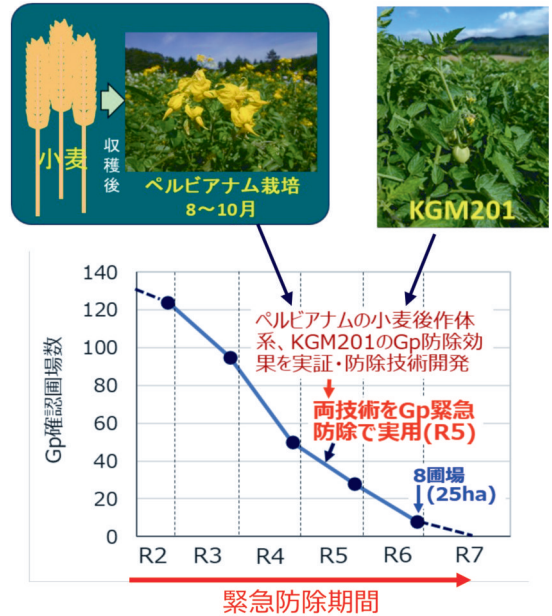 小麦
収穫後
ペルビアナム栽培
8～10月
KGM201
Gp確認圃場数
140
120
100
80
60
40
20
0
ペルビアナムの小麦後作体
系、KGM201のGp防除効
果を実証・防除技術開発
両技術をGp緊急
防除で実用(R5)
8圃場
(25ha)
R2 R3 R4 R5 R6 R7
緊急防除期間